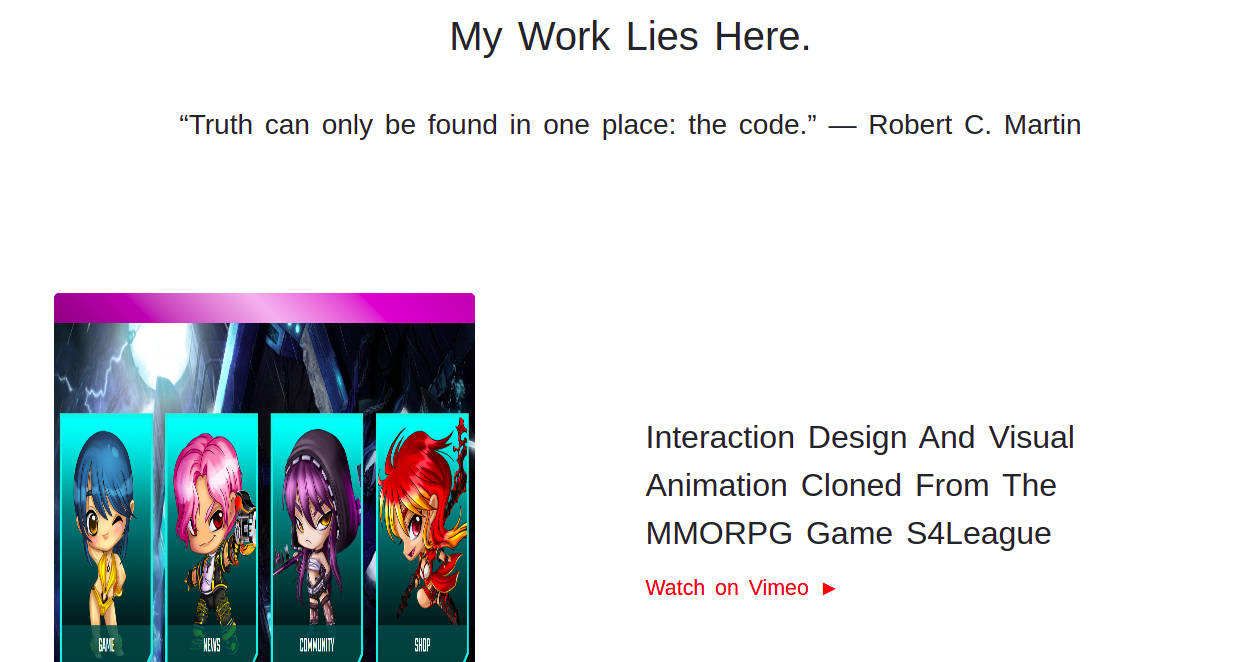 My Work Lies Here.
“Truth can only be found in one place: the code.” — Robert C. Martin
Interaction Design And Visual
Animation Cloned From The
MMORPG Game S4League
Watch on Vimeo ►
GAME
NEWS
COMMUNITY
SHOP